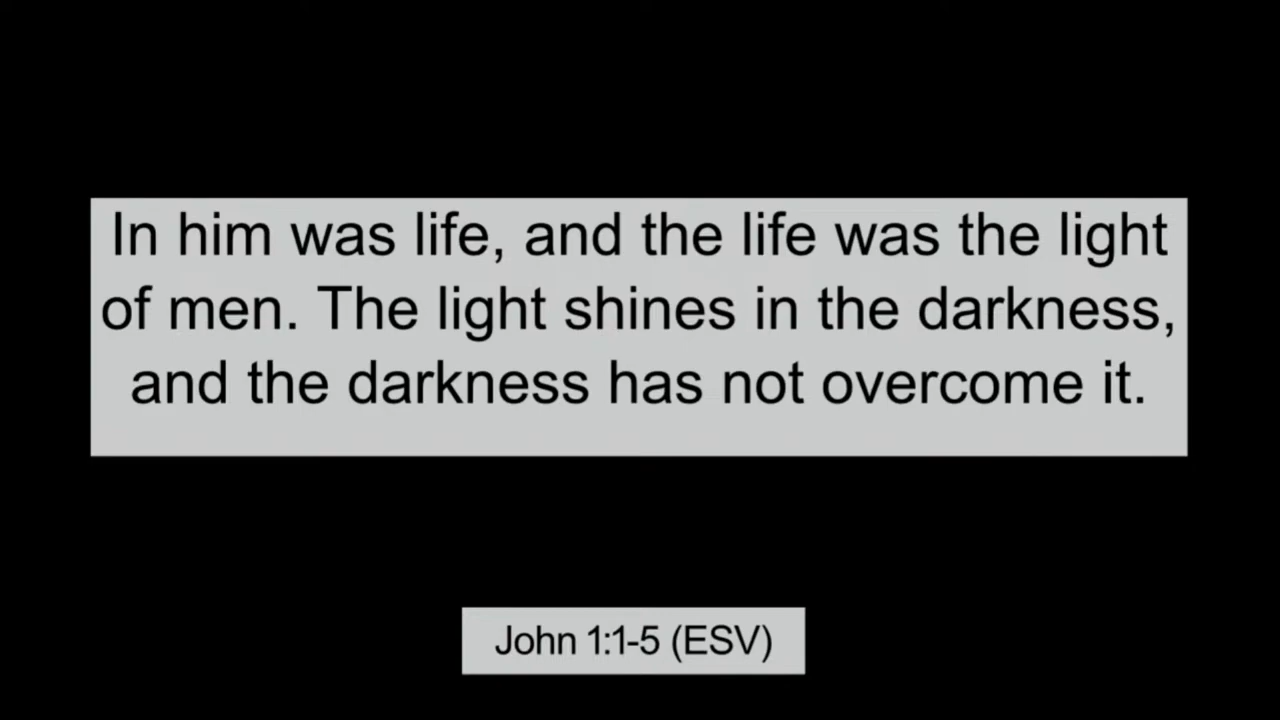 In him was life, and the life was the light
of men. The light shines in the darkness,
and the darkness has not overcome it.
John 1:1-5 (ESV)